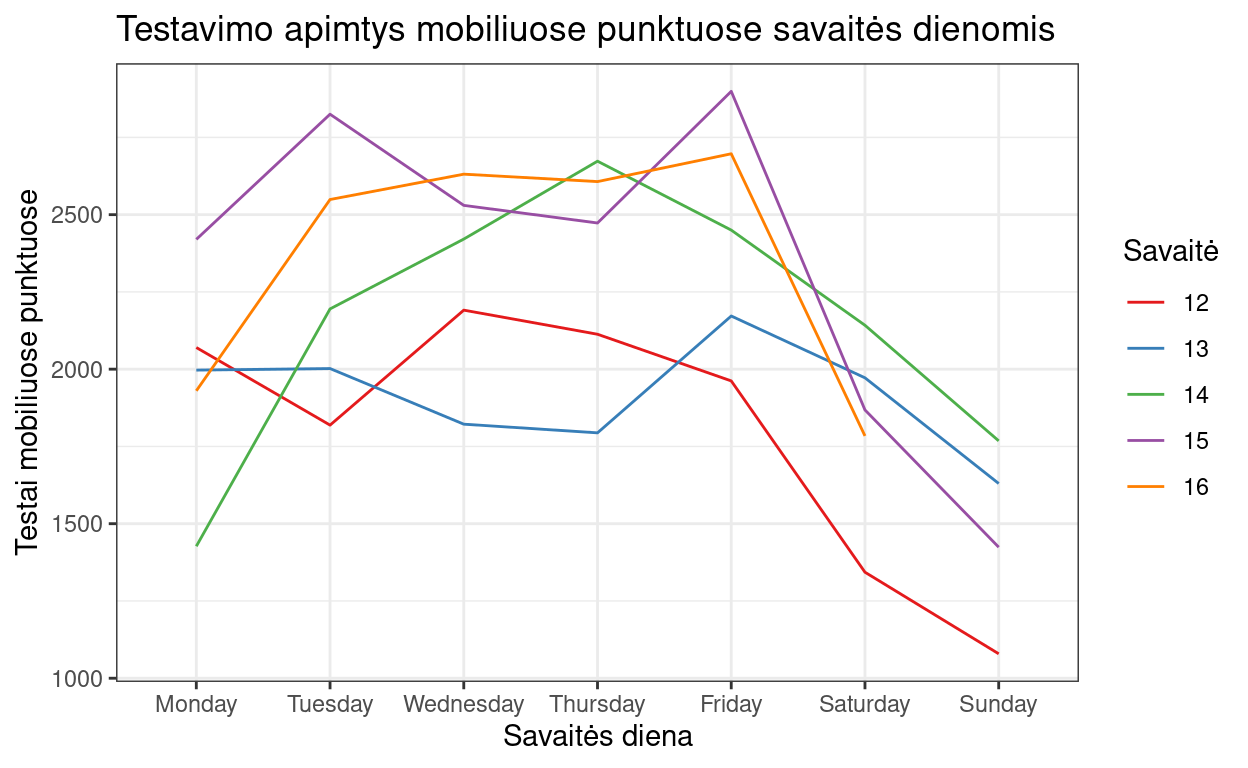 Testavimo apimtys mobiliuose punktuose savaitės dienomis
Testai mobiliuose punktuose
2500
2000
1500
1000
Monday Tuesday Wednesday Thursday Friday Saturday Sunday
Savaitės diena
Savaitė
12
13
14
15
16